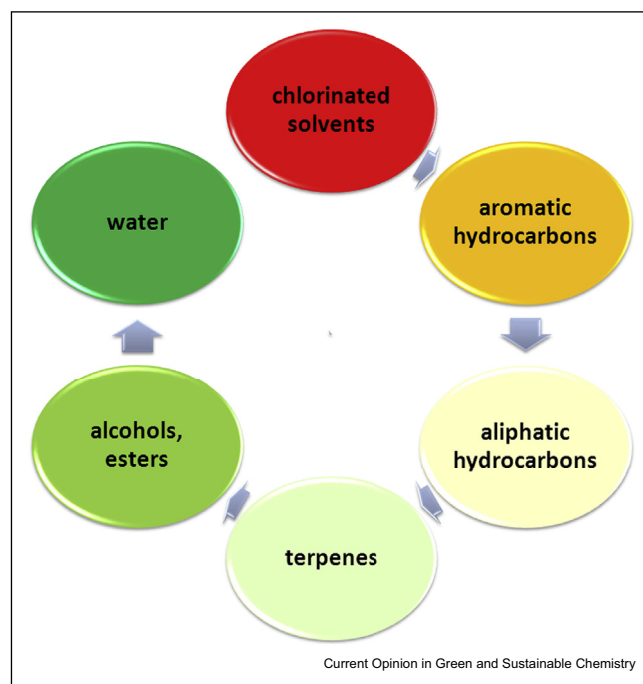 chlorinated
solvents
aromatic
hydrocarbons
aliphatic
hydrocarbons
terpenes
alcohols,
esters
water
Current Opinion in Green and Sustainable Chemistry